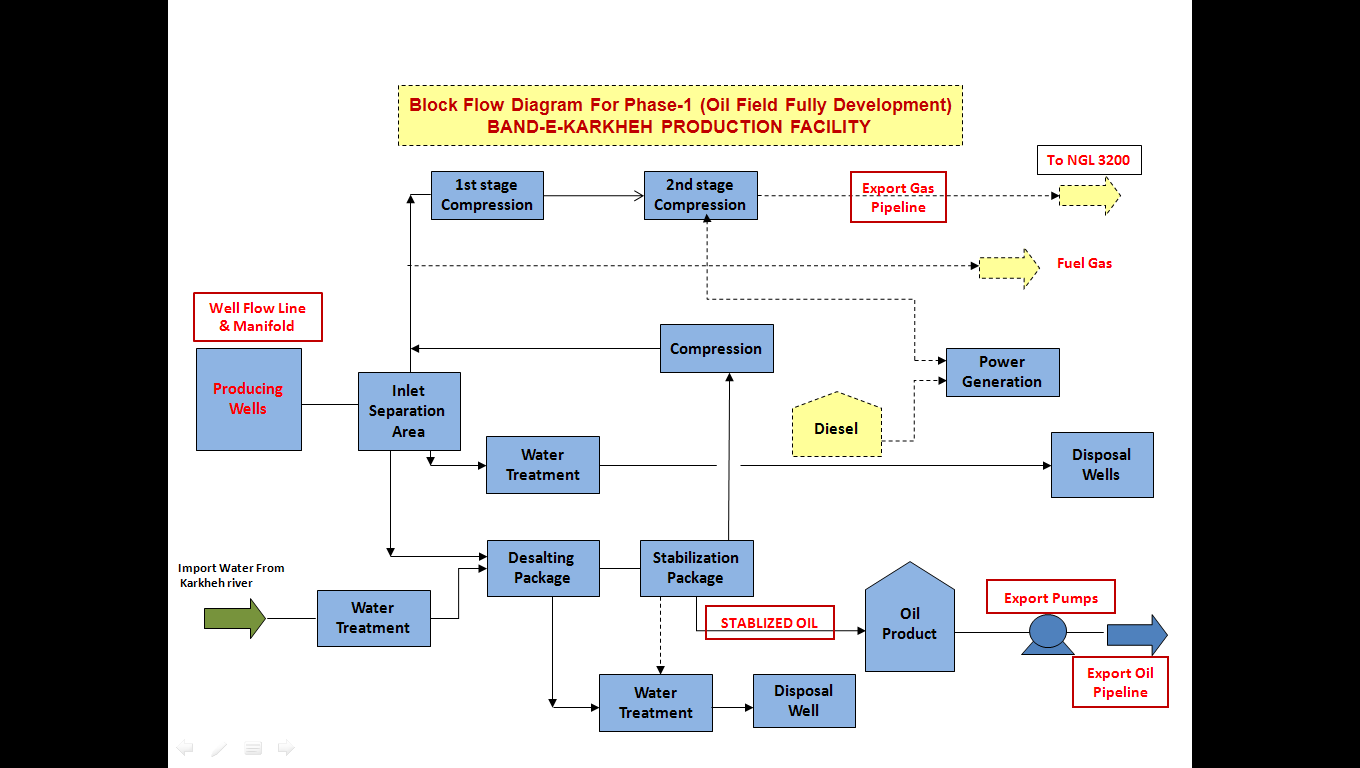 Block Flow Diagram For Phase-1 (Oil Field Fully Development)
BAND-E-KARKHEH PRODUCTION FACILITY
To NGL 3200
1st stage
Compression
2nd stage
Compression
Export Gas
Pipeline
Fuel Gas
Well Flow Line
& Manifold
Compression
Producing
Wells
Inlet
Separation
Area
Power
Generation
Diesel
Water
Treatment
Disposal
Wells
Import Water From
Karkheh river
Water
Treatment
Desalting
Package
Stabilization
Package
STABLIZED OIL
Oil
Product
Export Pumps
Export Oil
Pipeline
Water
Treatment
Disposal
Well